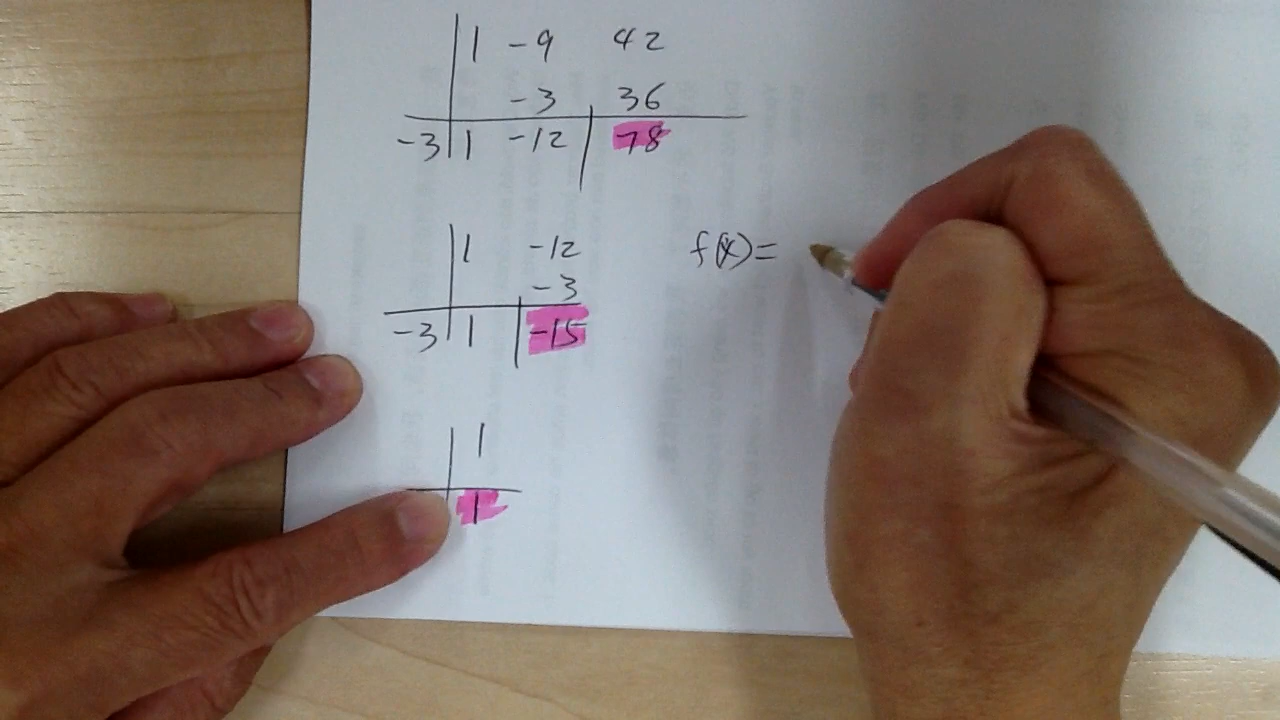 1 -9 42
-3 36
-3 1 -12 78
1 -12
-3
-3 1 -15
f(x)=
1
1